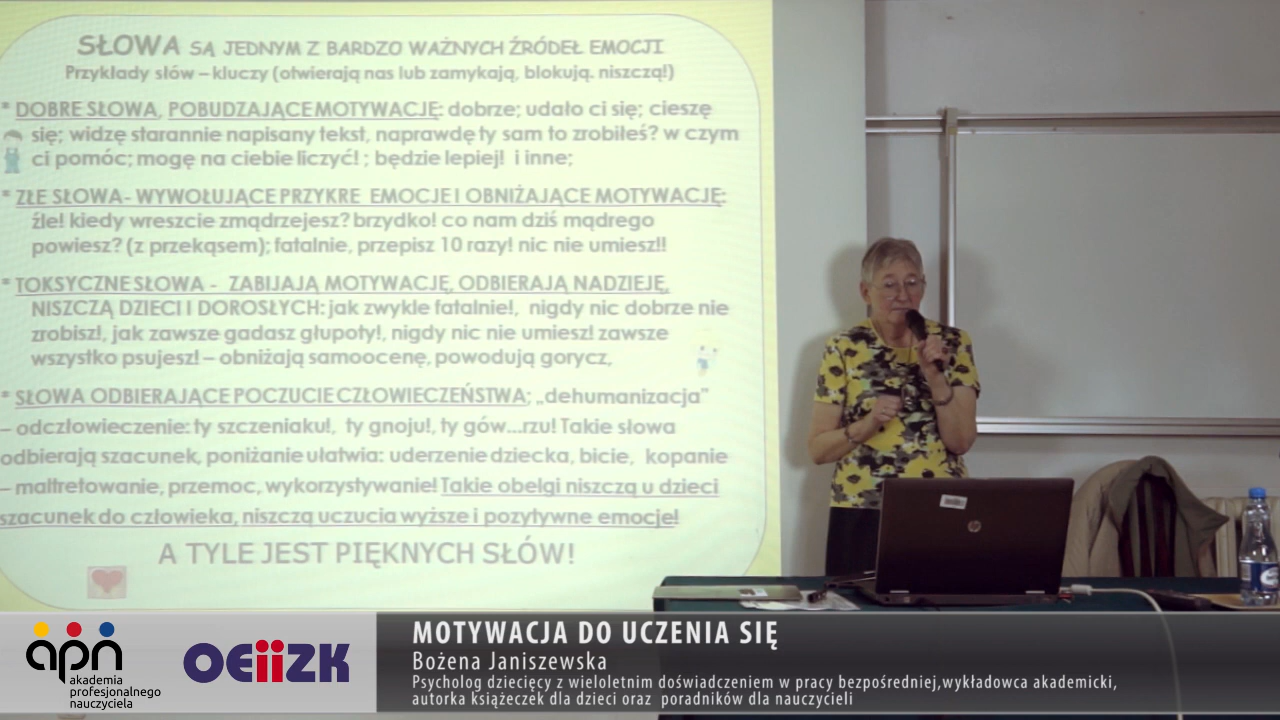 SŁOWA SĄ JEDNYM Z BARDZO WAŻNYCH ŹRÓDEŁ EMOCJI
Przykłady słów – kluczy (otwierają nas lub zamykają, blokują. niszczą!)
* DOBRE SŁOWA, POBUDZAJĄCE MOTYWACJĘ: dobrze; udało ci się; cieszę
się; widzę starannie napisany tekst, naprawdę ty sam to zrobiłeś? w czym
ci pomóc; mogę na ciebie liczyć! ; będzie lepiej! i inne;
* ZŁE SŁOWA- WYWOŁUJĄCE PRZYKRE EMOCJE I OBNIŻAJĄCE MOTYWACJĘ:
źle! kiedy wreszcie zmądrzejesz? brzydko! co nam dziś mądrego
powiesz? (z przekąsem); fatalnie, przepisz 10 razy! nic nie umiesz!!
* TOKSYCZNE SŁOWA - ZABIJAJĄ MOTYWACJĘ, ODBIERAJĄ NADZIEJĘ,
NISZCZĄ DZIECI I DOROSŁYCH: jak zwykle fatalnie!, nigdy nic dobrze nie
zrobisz!, jak zawsze gadasz głupoty!, nigdy nic nie umiesz! zawsze
wszystko psujesz! – obniżają samoocenę, powodują gorycz,
* SŁOWA ODBIERAJĄCE POCZUCIE CZŁOWIECZEŃSTWA; „dehumanizacja"
– odczłowieczenie: ty szczeniaku!, ty gnoju!, ty gów...rzu! Takie słowa
odbierają szacunek, poniżanie ułatwia: uderzenie dziecka, bicie, kopanie
– maltretowanie, przemoc, wykorzystywanie! Takie obelgi niszczą u dzieci
szacunek do człowieka, niszczą uczucia wyższe i pozytywne emocje!
A TYLE JEST PIĘKNYCH SŁÓW!
hp
apn
akademia
profesjonalnego
nauczyciela
OEiiZK
MOTYWACJA DO UCZENIA SIĘ
Bożena Janiszewska
Psycholog dziecięcy z wieloletnim doświadczeniem w pracy bezpośredniej,wykładowca akademicki,
autorka książeczek dla dzieci oraz poradników dla nauczycieli